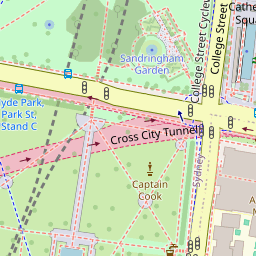 Cathe
Squa
College Street Cycle
College Street
Sandringham
Garden
Hyde Park,
Park St,
Stand C
Cross City Tunnel
Captain
Cook
Sydney